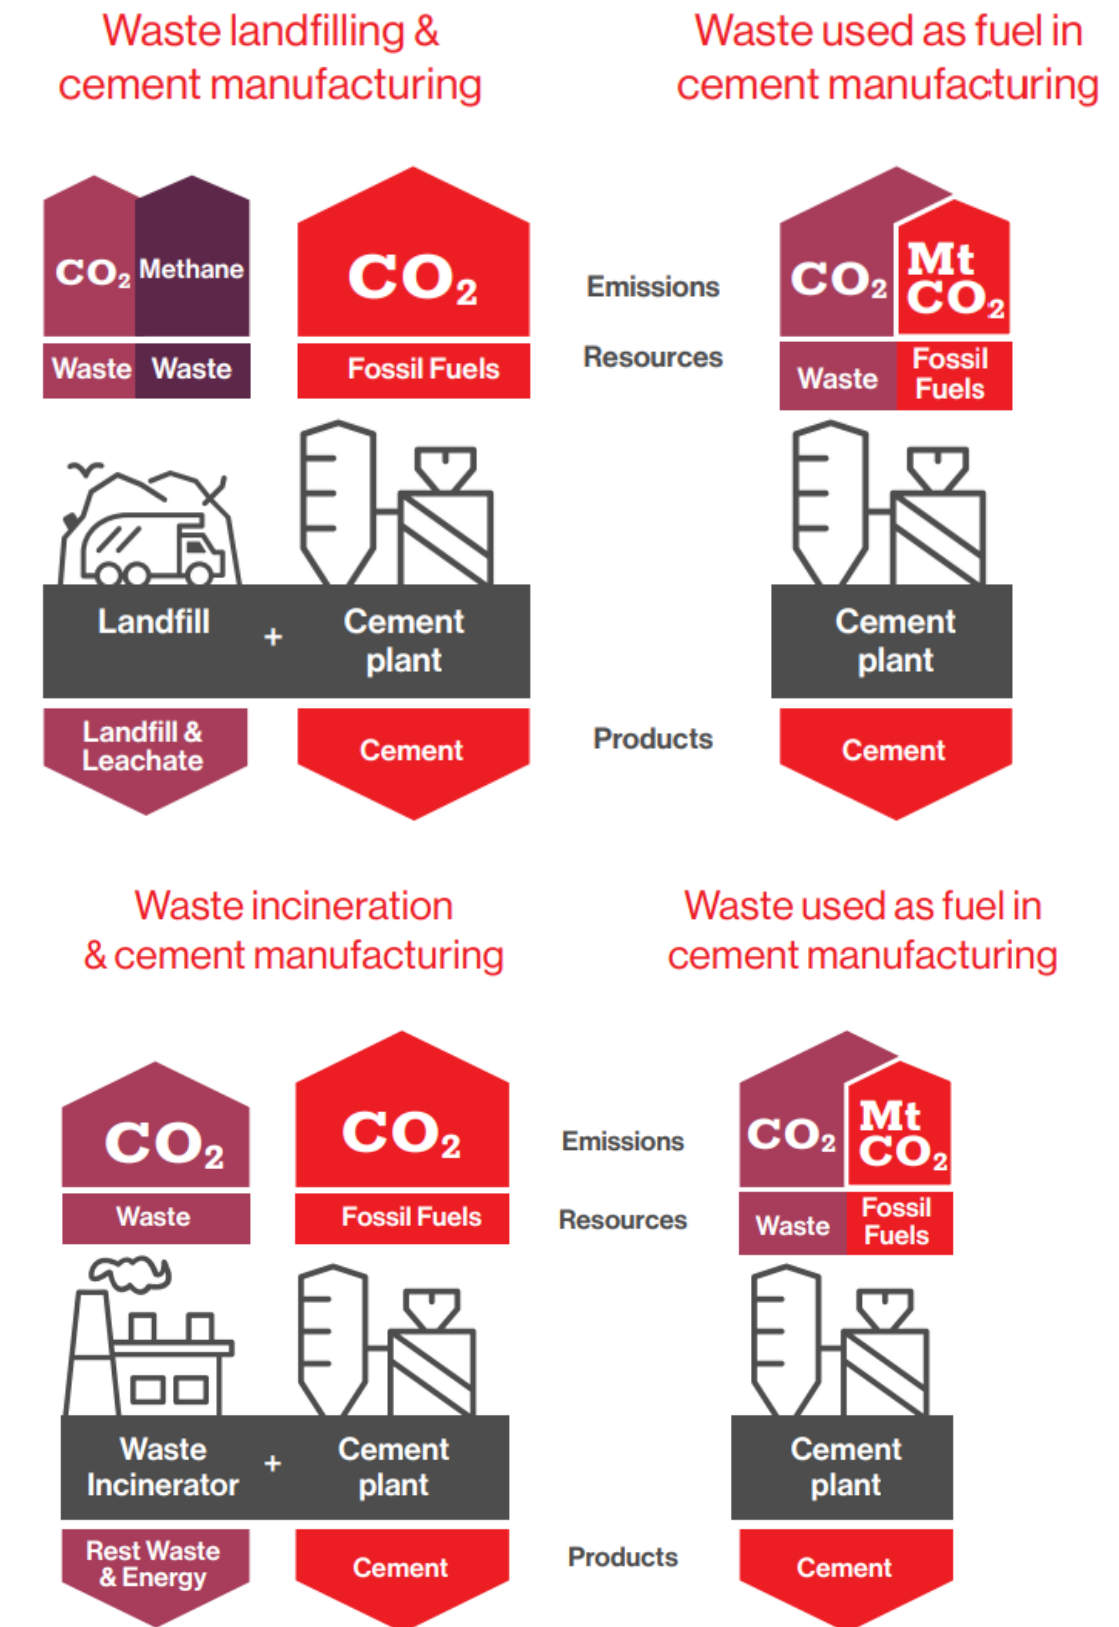 Waste landfilling &
cement manufacturing
Waste used as fuel in
cement manufacturing
CO₂
Methane
CO₂
Emissions
CO₂
Mt
CO₂
Waste
Waste
Fossil Fuels
Resources
Waste
Fossil
Fuels
Landfill
+
Cement
plant
Cement
plant
Landfill &
Leachate
Cement
Products
Cement
Waste incineration
& cement manufacturing
Waste used as fuel in
cement manufacturing
CO₂
CO₂
Emissions
CO₂
Mt
CO₂
Waste
Fossil Fuels
Resources
Waste
Fossil
Fuels
Waste
Incinerator
+
Cement
plant
Cement
plant
Rest Waste
& Energy
Cement
Products
Cement